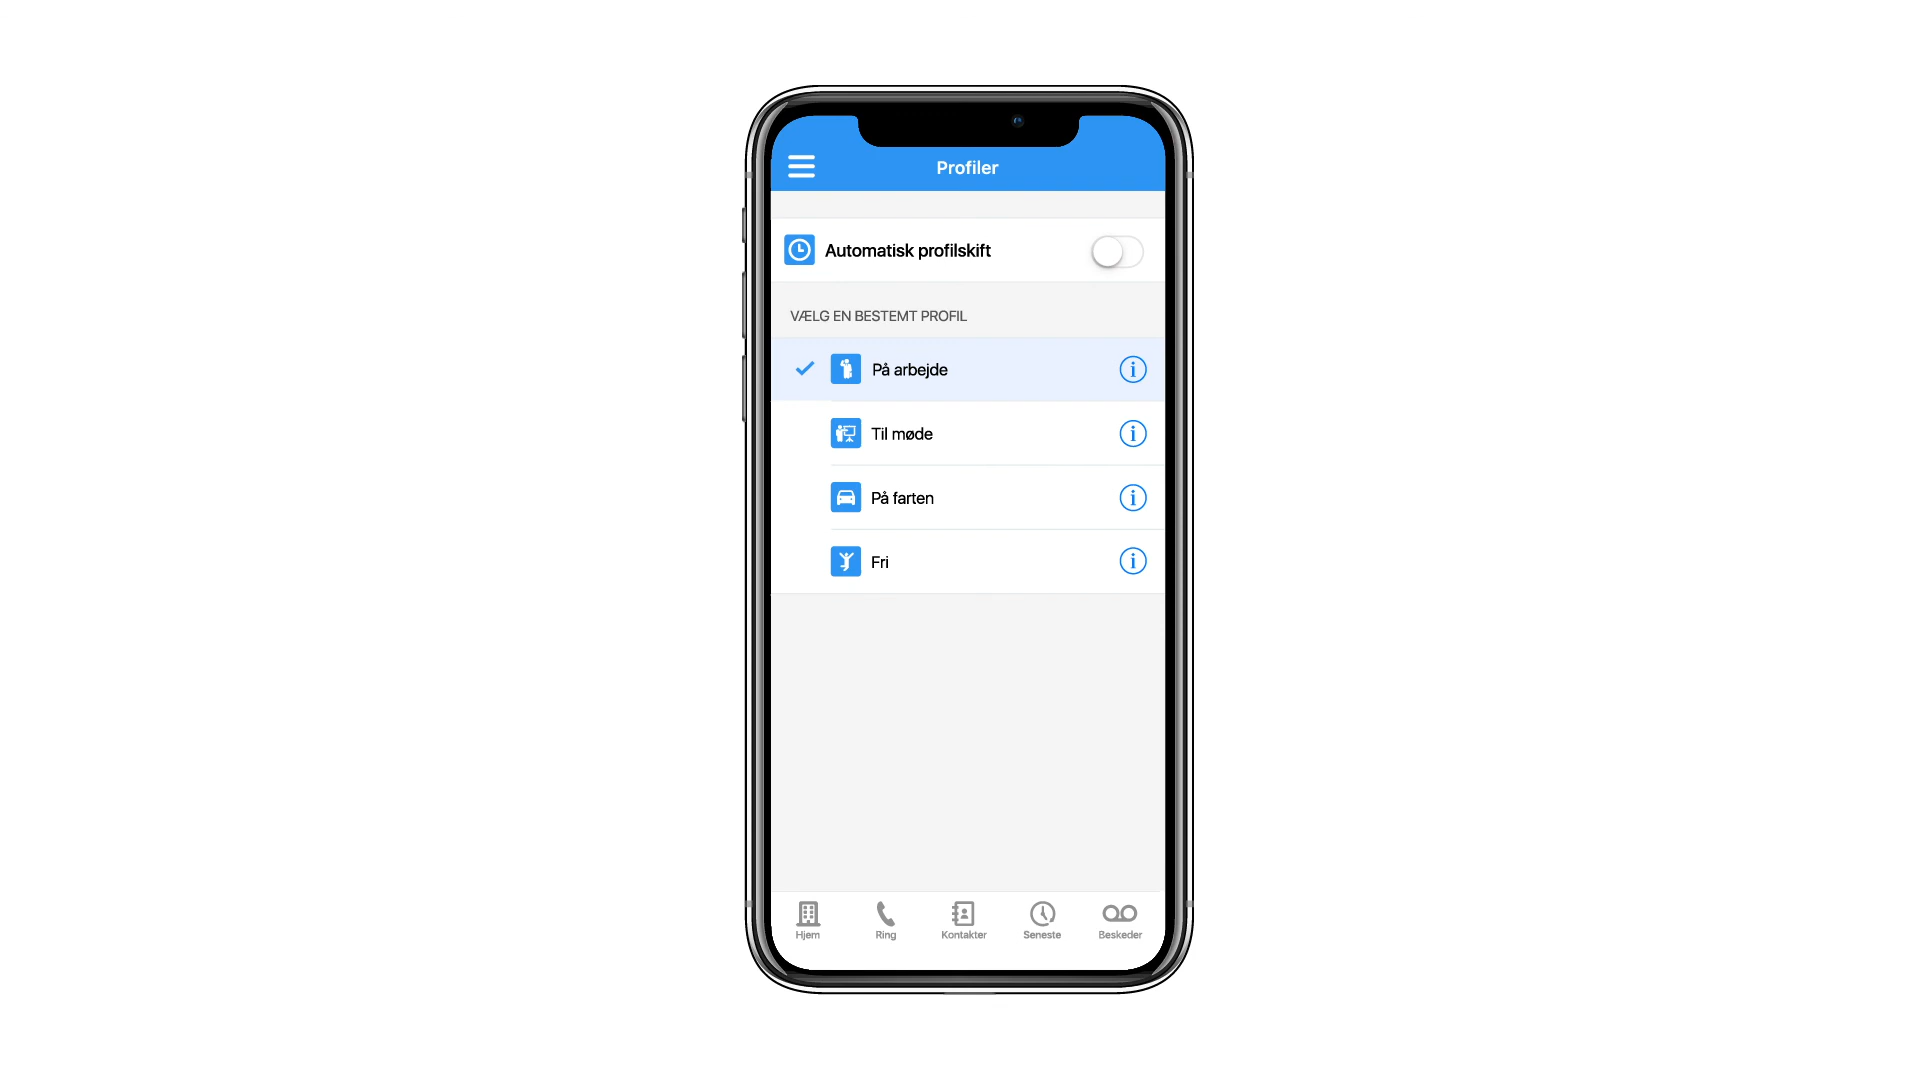 Profiler
Automatisk profilskift
VÆLG EN BESTEMT PROFIL
På arbejde
Til møde
På farten
Fri
Hjem
Ring
Kontakter
Seneste
Beskeder